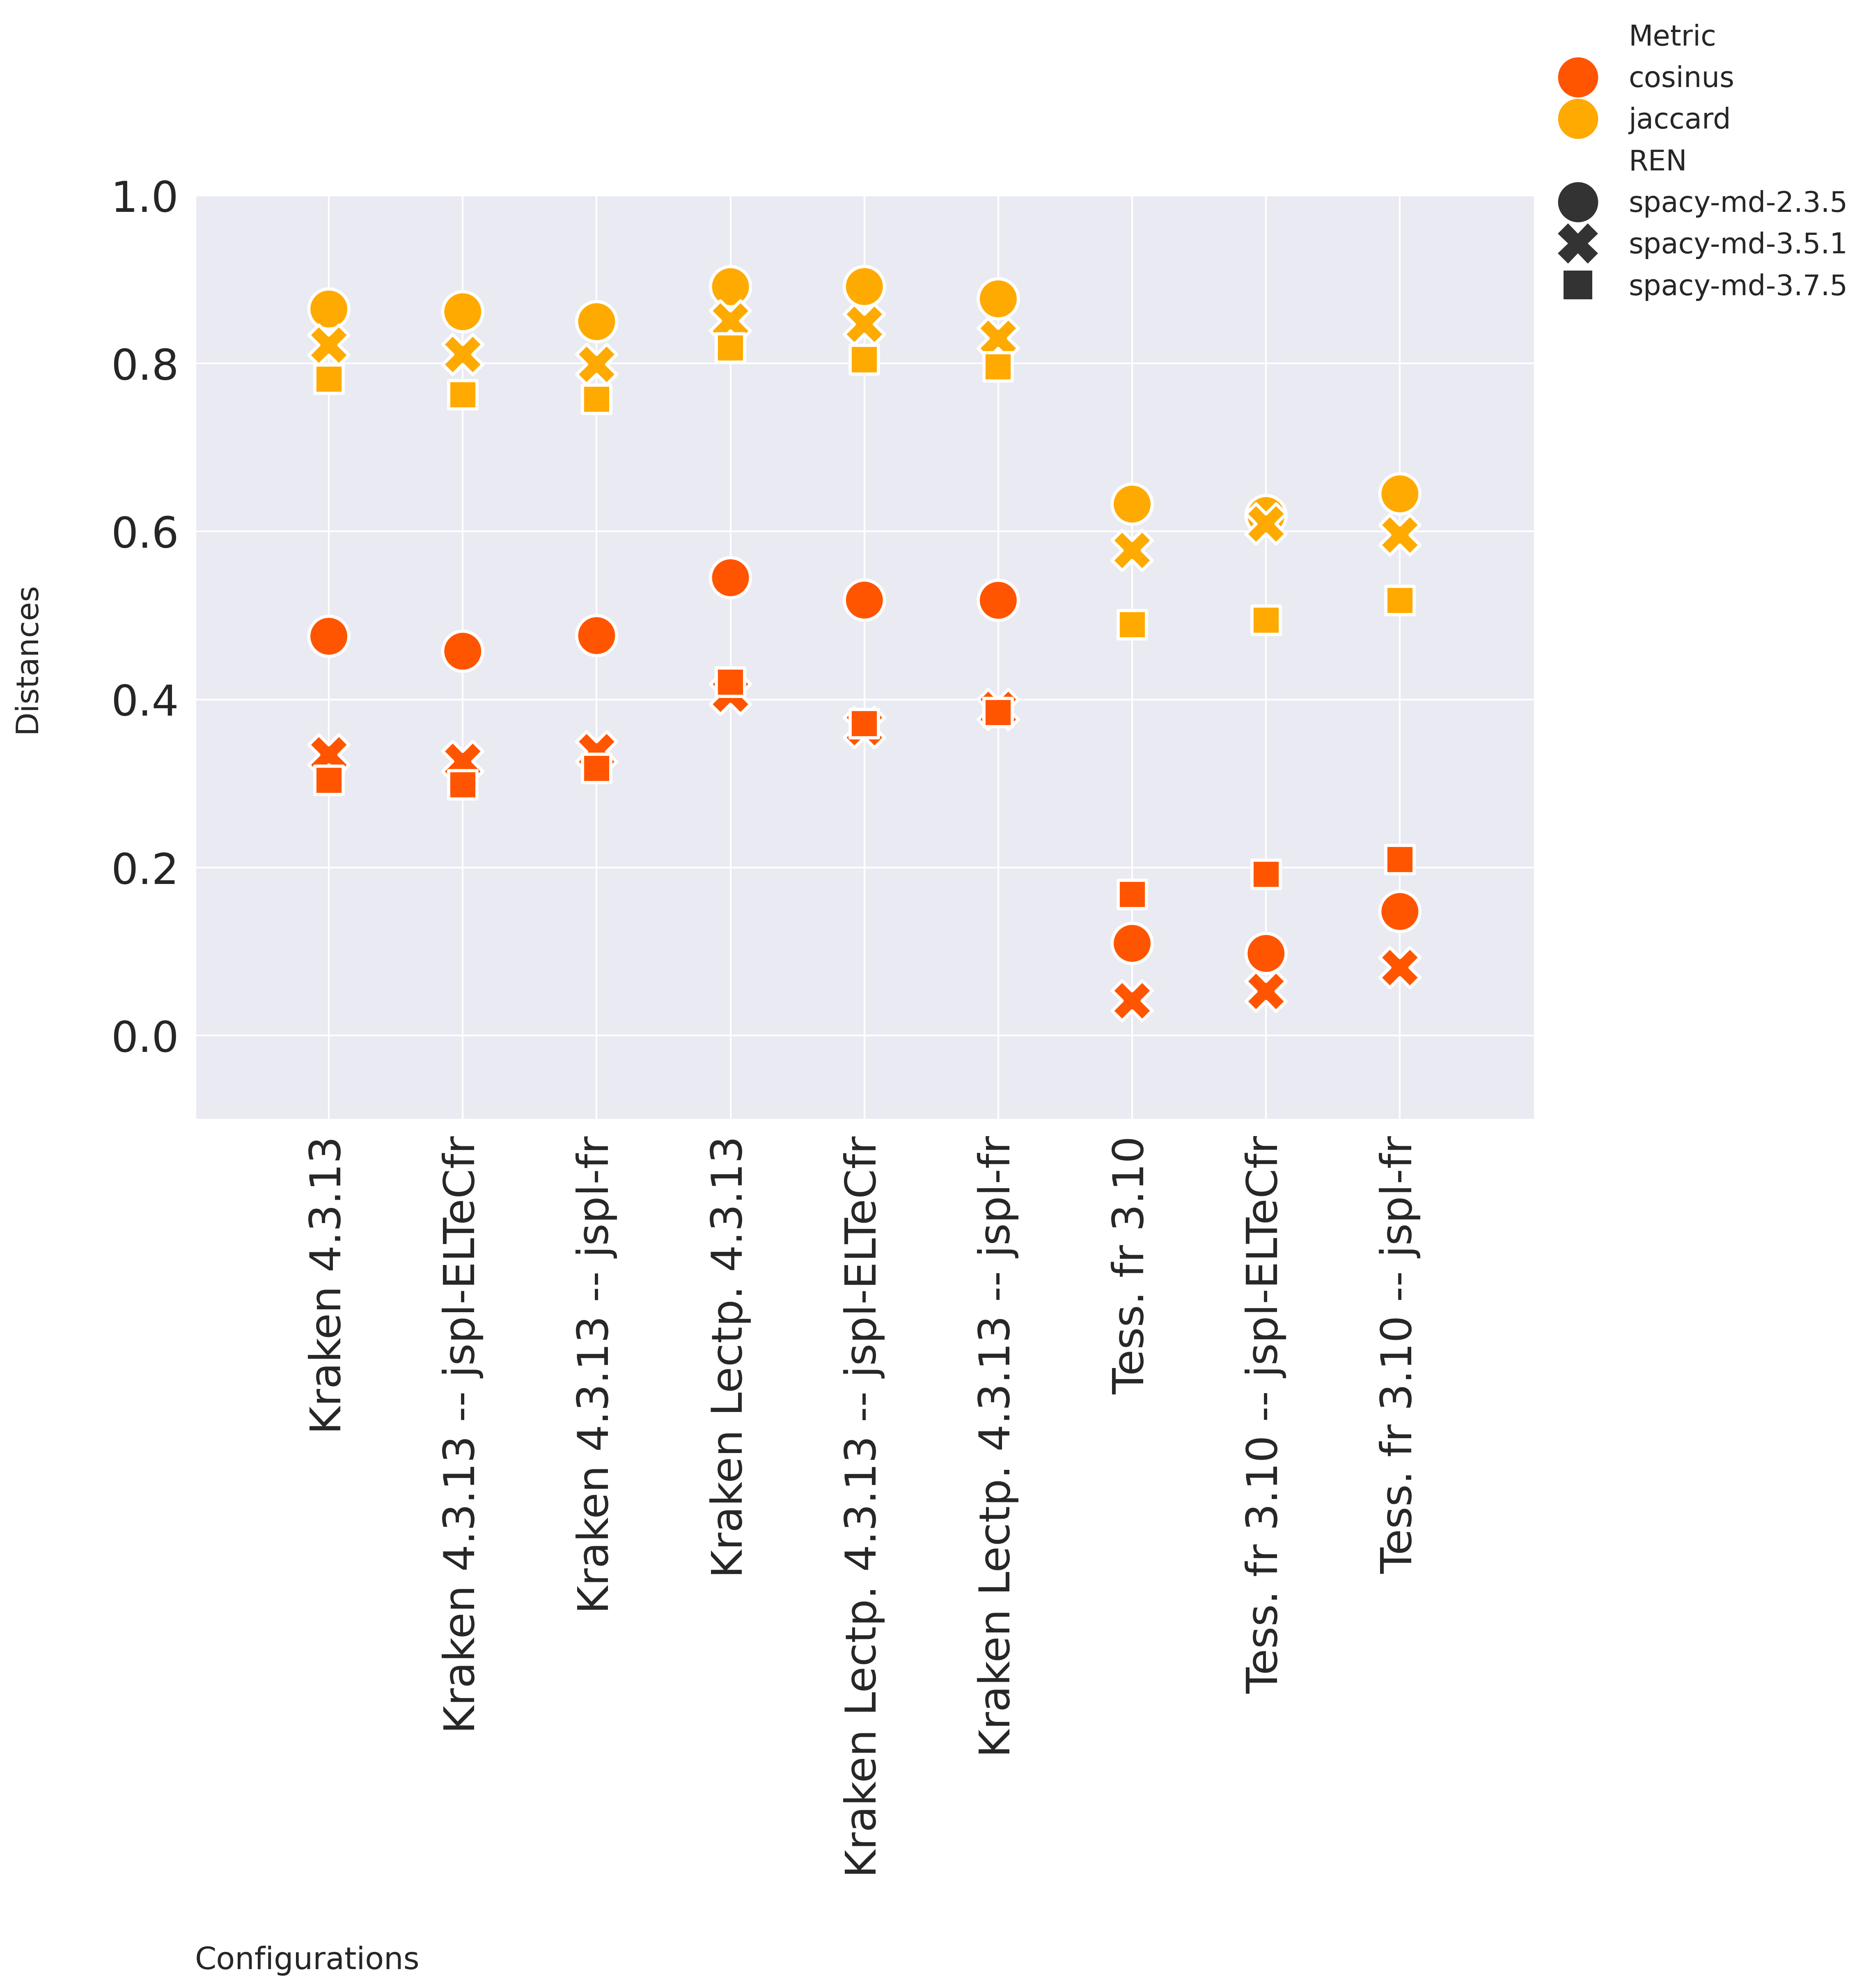 Metric
cosinus
jaccard
REN
spacy-md-2.3.5
spacy-md-3.5.1
spacy-md-3.7.5
Distances
1.0
0.8
0.6
0.4
0.2
0.0
Kraken 4.3.13
Kraken 4.3.13 -- jspl-ELTeCfr
Kraken 4.3.13 -- jspl-fr
Kraken Lectp. 4.3.13
Kraken Lectp. 4.3.13 -- jspl-ELTeCfr
Kraken Lectp. 4.3.13 -- jspl-fr
Tess. fr 3.10
Tess. fr 3.10 -- jspl-ELTeCfr
Tess. fr 3.10 -- jspl-fr
Configurations